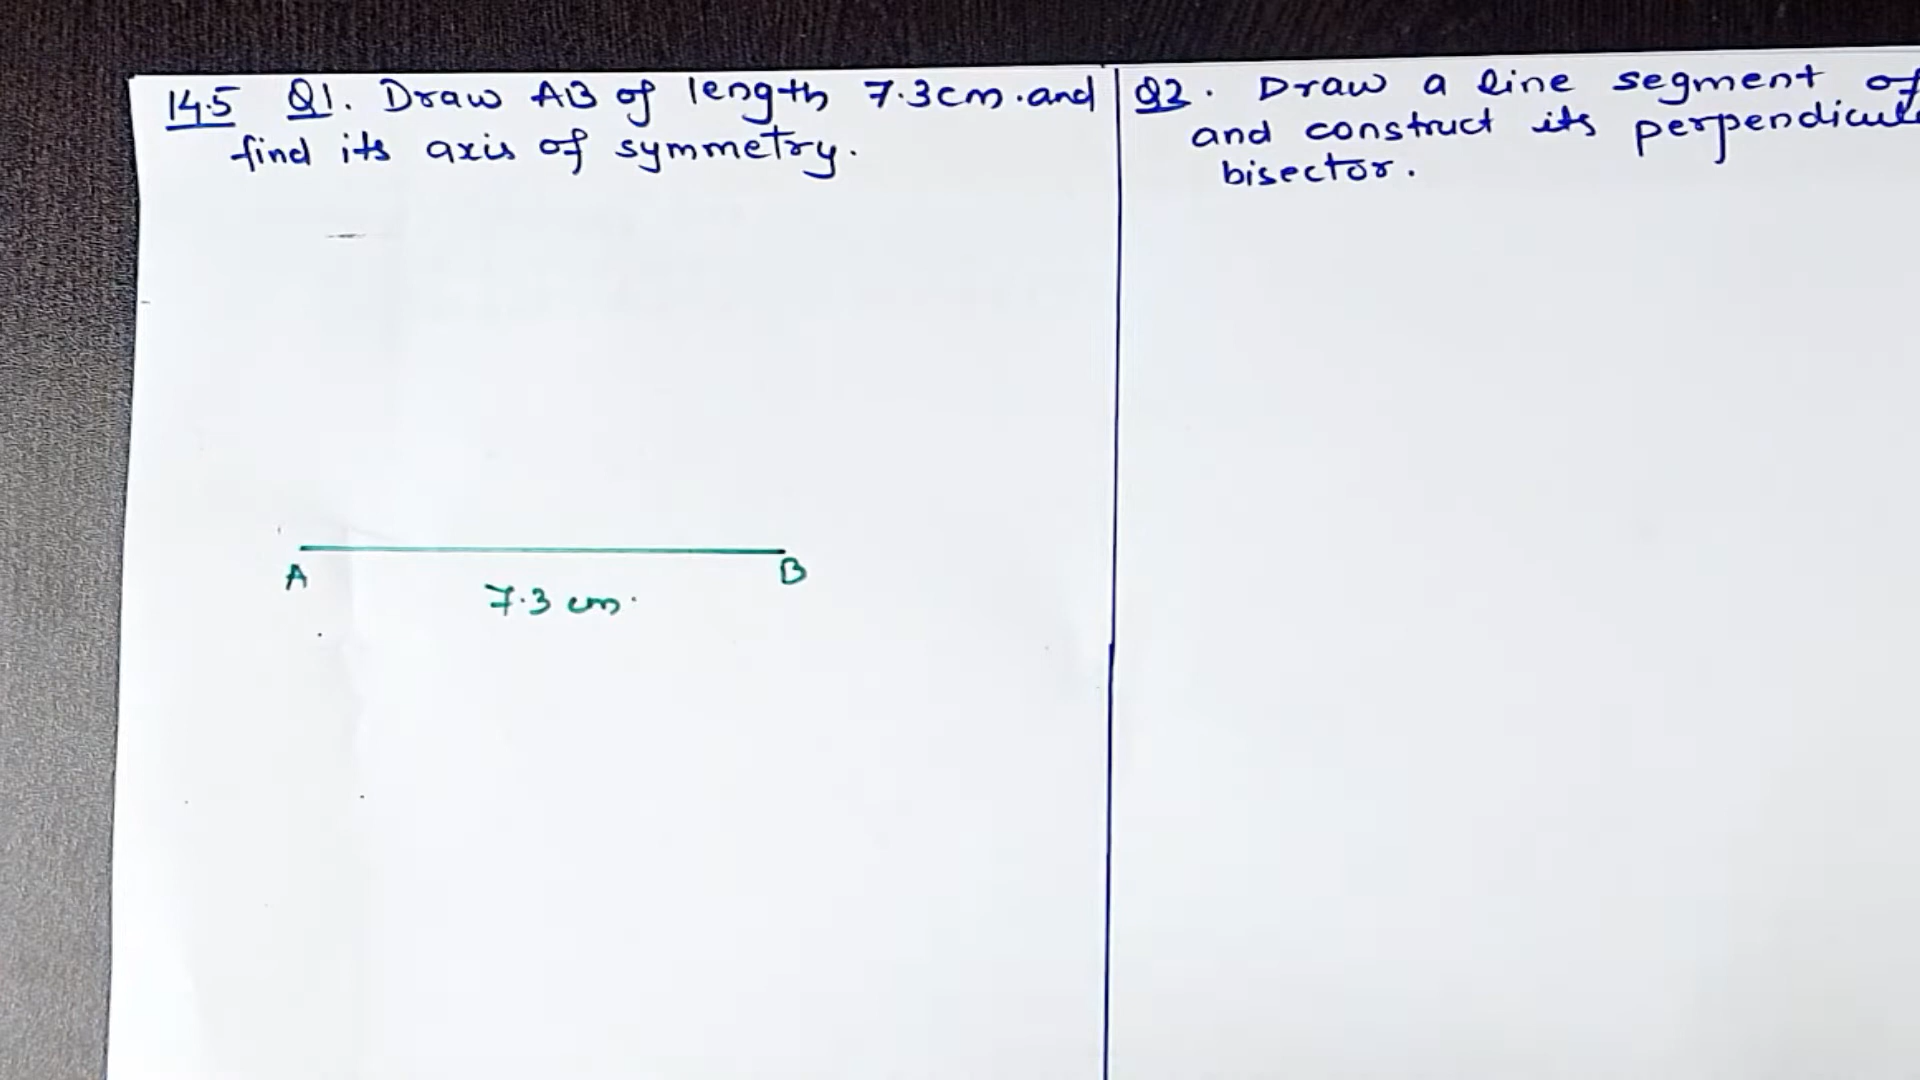 14.5 Q1. Draw AB of length 7.3cm.and
find its axis of symmetry.
Q2. Draw a line segment of
and construct its
bisector.
A B
7.3 cm.